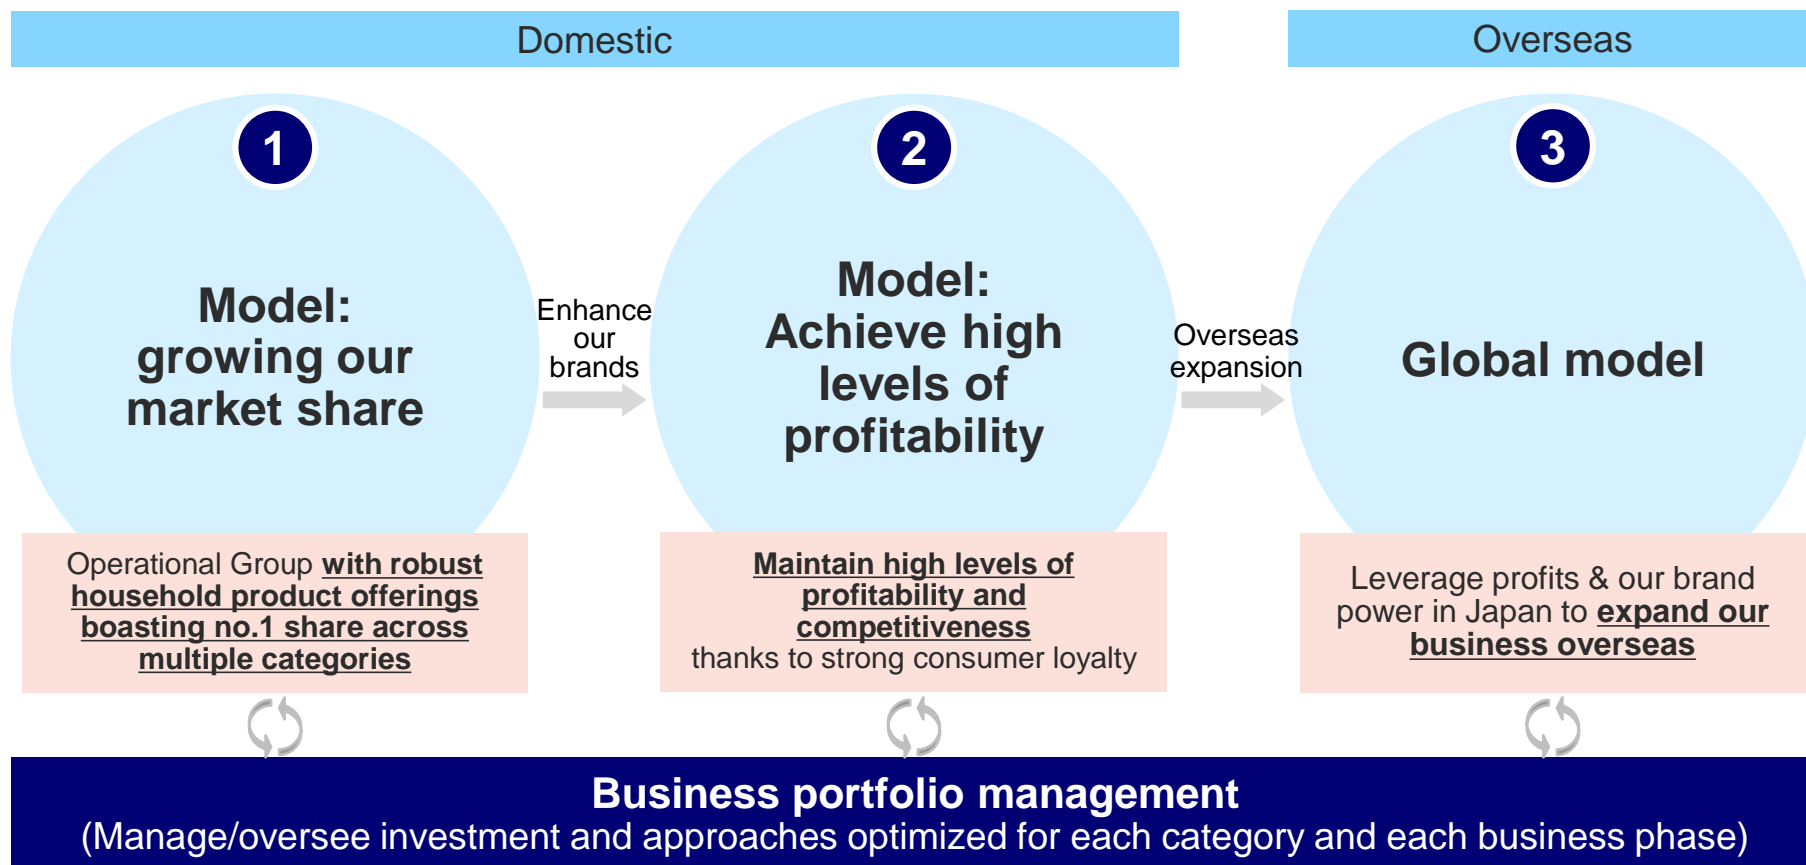 Domestic
Overseas
1
Model:
growing our
market share
Enhance
our
brands
2
Model:
Achieve high
levels of
profitability
Overseas
expansion
3
Global model
Operational Group with robust
household product offerings
boasting no.1 share across
multiple categories
Maintain high levels of
profitability and
competitiveness
thanks to strong consumer loyalty
Leverage profits & our brand
power in Japan to expand our
business overseas
Business portfolio management
(Manage/oversee investment and approaches optimized for each category and each business phase)